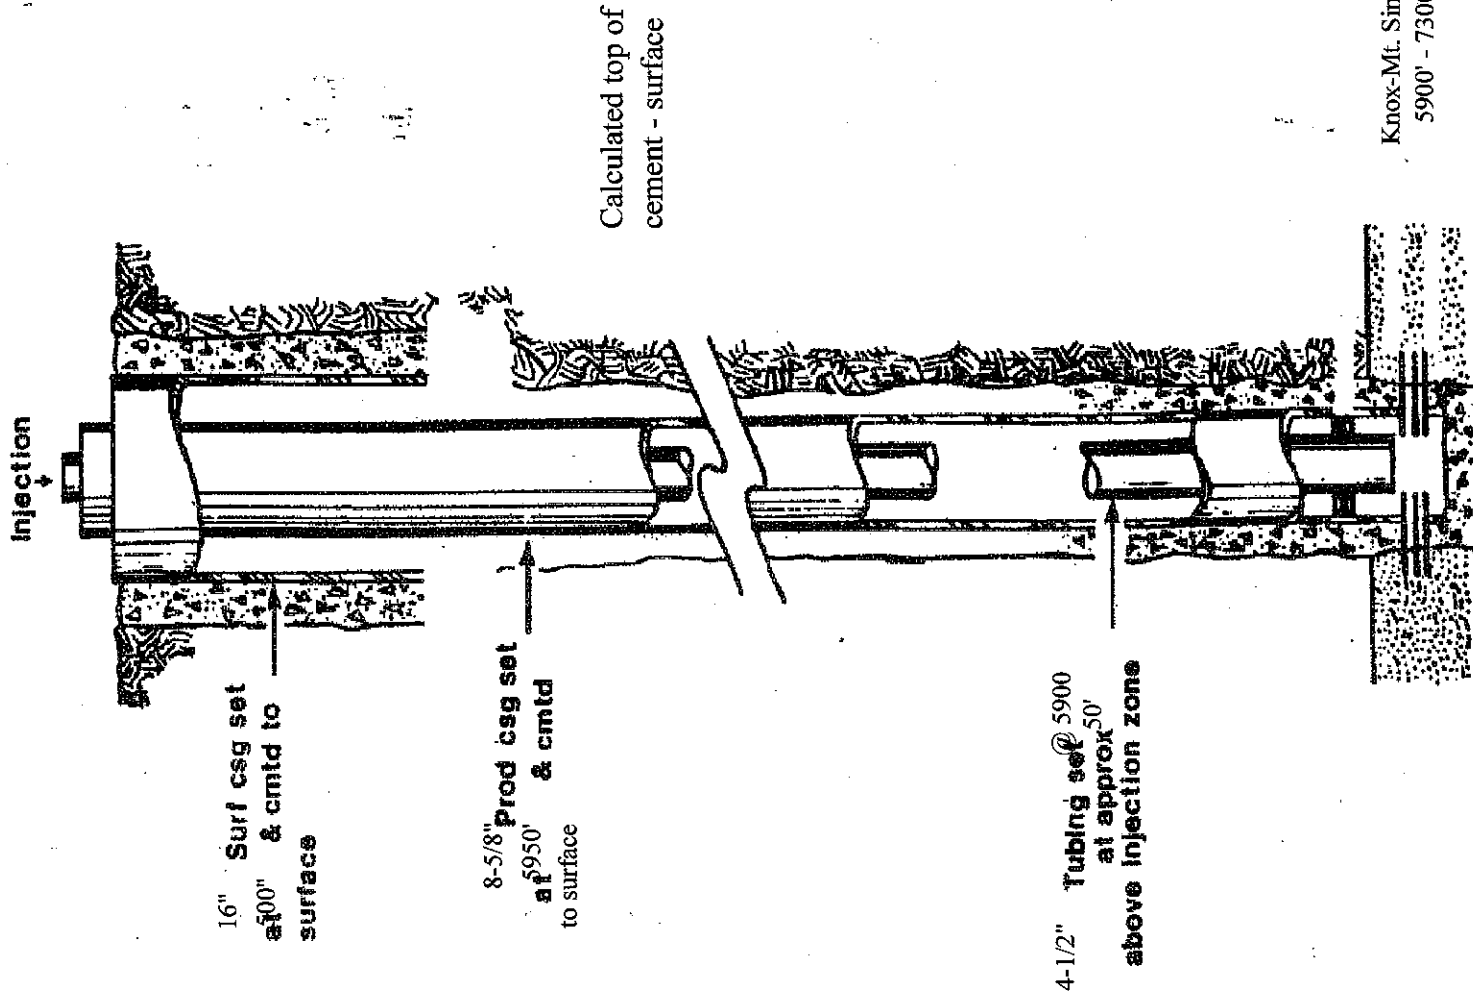 Injection
Calculated top of
cement - surface
16" Surf csg set
at 500" & cmtd to
surface
8-5/8" Prod csg set
at 5950' & cmtd
to surface
4-1/2" Tubing set @ 5900
at approx 50'
above injection zone
Knox-Mt.
5900' -